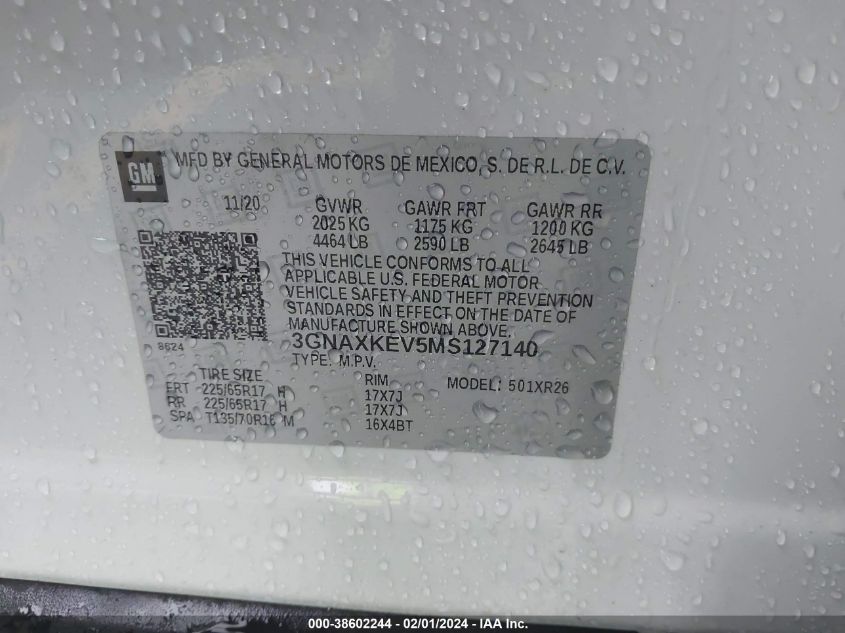 GM
MFD BY GENERAL MOTORS DE MEXICO, S. DE R.L. DE C.V.
11/20 GVWR GAWR FRT GAWR RR
2025 KG 1175 KG 1200 KG
4464 LB 2590 LB 2645 LB
THIS VEHICLE CONFORMS TO ALL
APPLICABLE U.S. FEDERAL MOTOR
VEHICLE SAFETY AND THEFT PREVENTION
STANDARDS IN EFFECT ON THE DATE OF
MANUFACTURE SHOWN ABOVE.
8624 3GNAXKEV5MS127140
TYPE: M.P.V.
TIRE SIZE RIM MODEL: 501XR26
FRT 225/65R17 H 17X7J
RR 225/65R17 H 17X7J
SPA T135/70R16 M 16X4BT
000-38602244 - 02/01/2024 - IAA Inc.